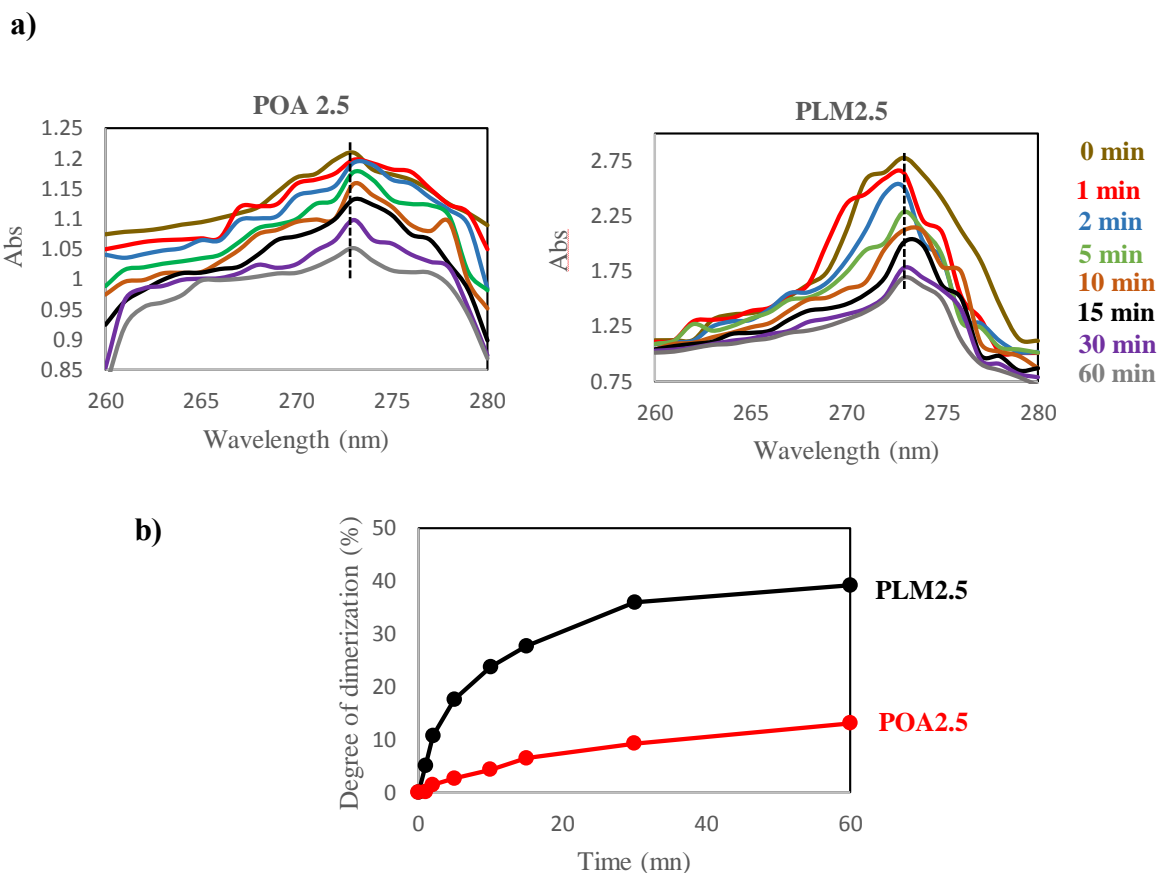 a)
POA 2.5
1.25
1.2
1.15
1.1
1.05
1
0.95
0.9
0.85
Abs
260
265
270
275
280
Wavelength (nm)
PLM2.5
2.75
2.25
1.75
1.25
0.75
Abs
260
265
270
275
280
Wavelength (nm)
0 min
1 min
2 min
5 min
10 min
15 min
30 min
60 min
b)
50
40
30
20
10
0
Degree of dimerization (%)
PLM2.5
POA2.5
0
20
40
60
Time (mn)